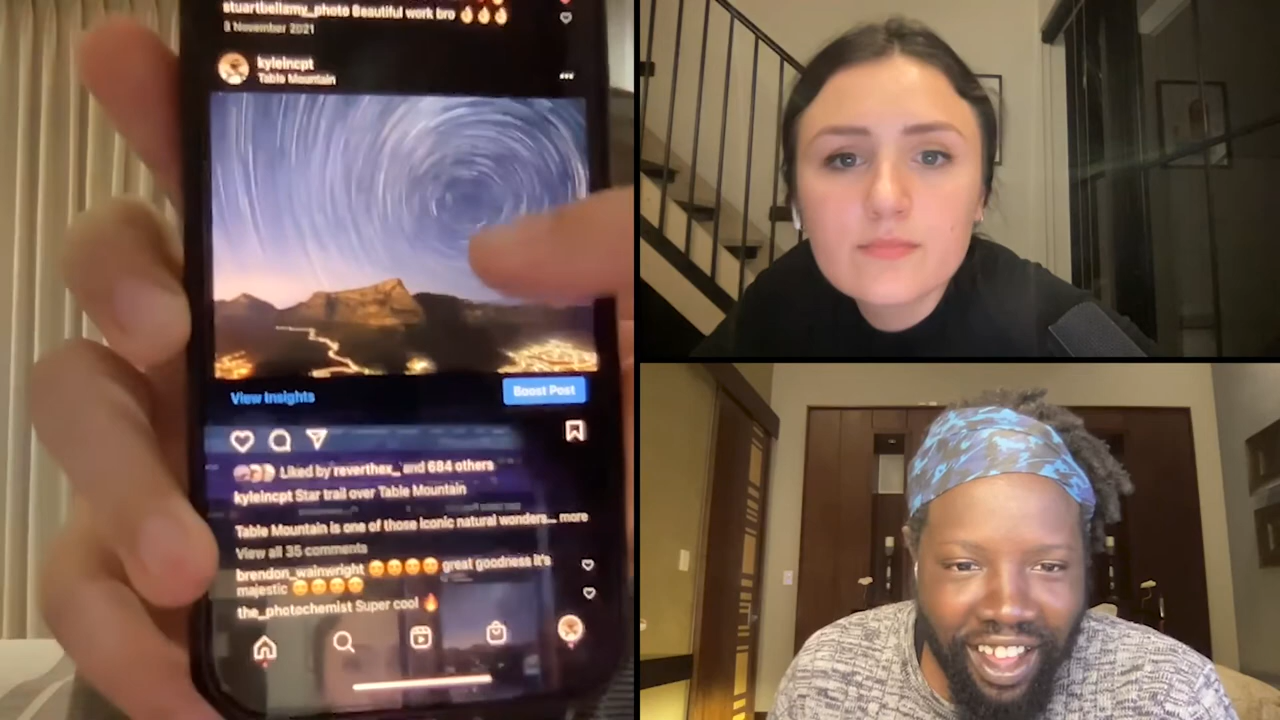 stuartbellamy_photo Beautiful work bro 👌👌👌
3 November 2021
kyleincpt
Table Mountain
View Insights
Boost Post
Liked by reverthex_ and 684 others
kyleincpt Star trail over Table Mountain
Table Mountain is one of those iconic natural wonders... more
View all 35 comments
brendon_wainwright 😍😍😍😍 great goodness it's
majestic 😍😍😍😍
the_photochemist Super cool 🔥